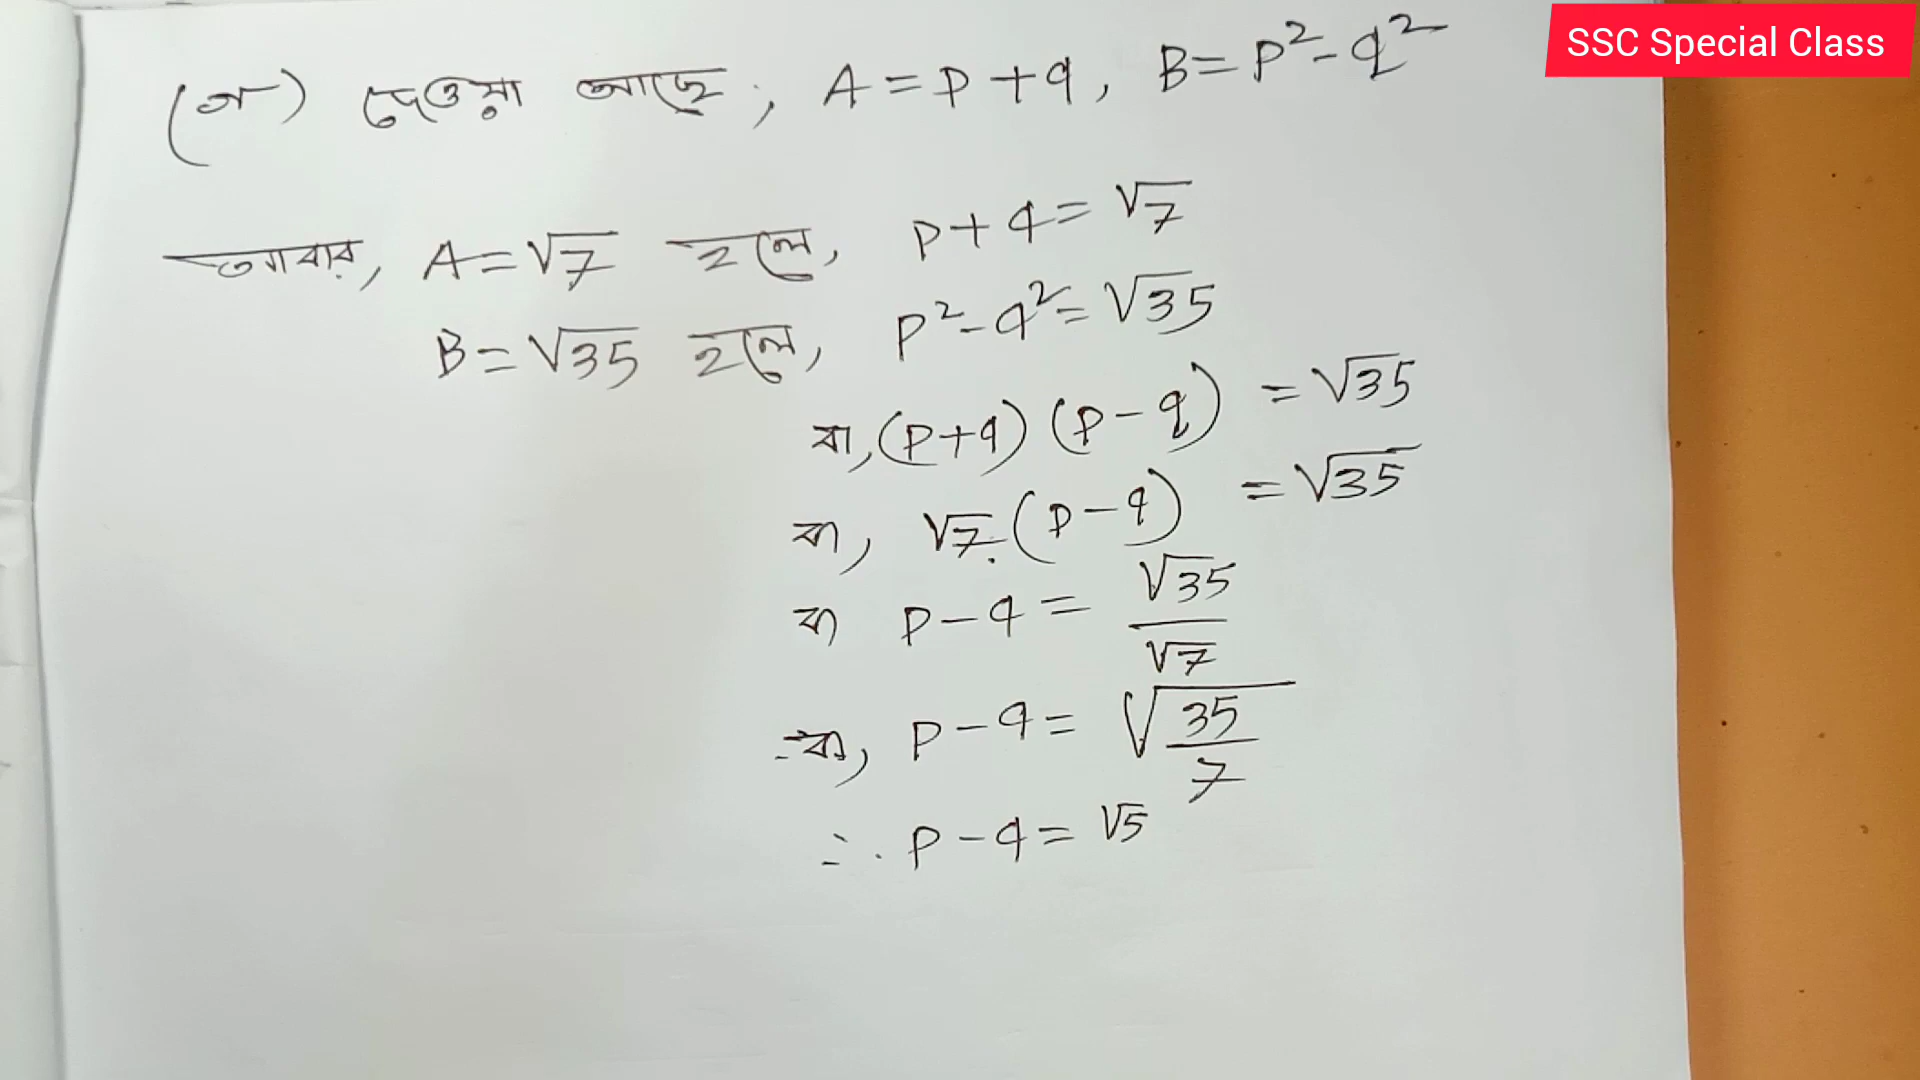 SSC Special Class
(গ) দেওয়া আছে, A = p + q, B = p² - q²
আবার, A = √7 হলে, p + q = √7
B = √35 হলে, p² - q² = √35
বা, (p + q) (p - q) = √35
বা, √7 . (p - q) = √35
বা p - q = √35 / √7
বা, p - q = √(35/7)
∴ p - q = √5